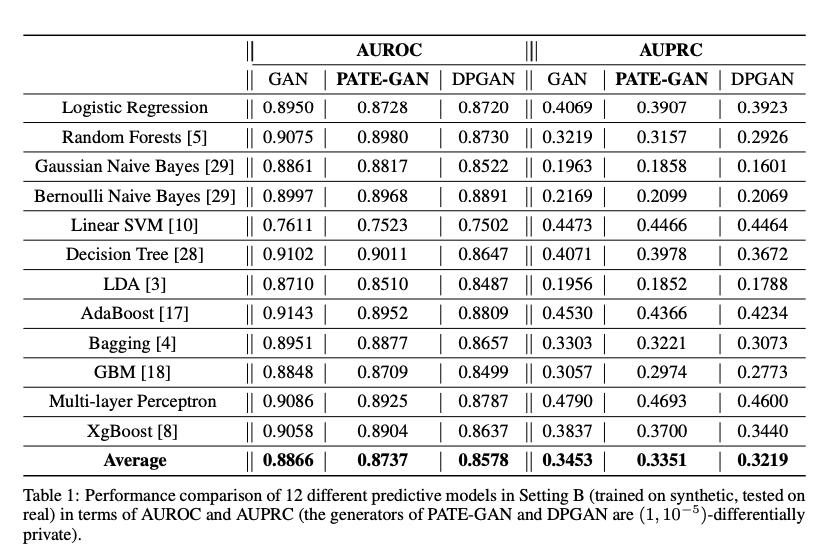 AUROC AUPRC
GAN PATE-GAN DPGAN GAN PATE-GAN DPGAN
Logistic Regression 0.8950 0.8728 0.8720 0.4069 0.3907 0.3923
Random Forests [5] 0.9075 0.8980 0.8730 0.3219 0.3157 0.2926
Gaussian Naive Bayes [29] 0.8861 0.8817 0.8522 0.1963 0.1858 0.1601
Bernoulli Naive Bayes [29] 0.8997 0.8968 0.8891 0.2169 0.2099 0.2069
Linear SVM [10] 0.7611 0.7523 0.7502 0.4473 0.4466 0.4464
Decision Tree [28] 0.9102 0.9011 0.8647 0.4071 0.3978 0.3672
LDA [3] 0.8710 0.8510 0.8487 0.1956 0.1852 0.1788
AdaBoost [17] 0.9143 0.8952 0.8809 0.4530 0.4366 0.4234
Bagging [4] 0.8951 0.8877 0.8657 0.3303 0.3221 0.3073
GBM [18] 0.8848 0.8709 0.8499 0.3057 0.2974 0.2773
Multi-layer Perceptron 0.9086 0.8925 0.8787 0.4790 0.4693 0.4600
XgBoost [8] 0.9058 0.8904 0.8637 0.3837 0.3700 0.3440
Average 0.8866 0.8737 0.8578 0.3453 0.3351 0.3219
Table 1: Performance comparison of 12 different predictive models in Setting B (trained on synthetic, tested on
real) in terms of AUROC and AUPRC (the generators of PATE-GAN and DPGAN are (1, 10⁻⁵)-differentially
private).